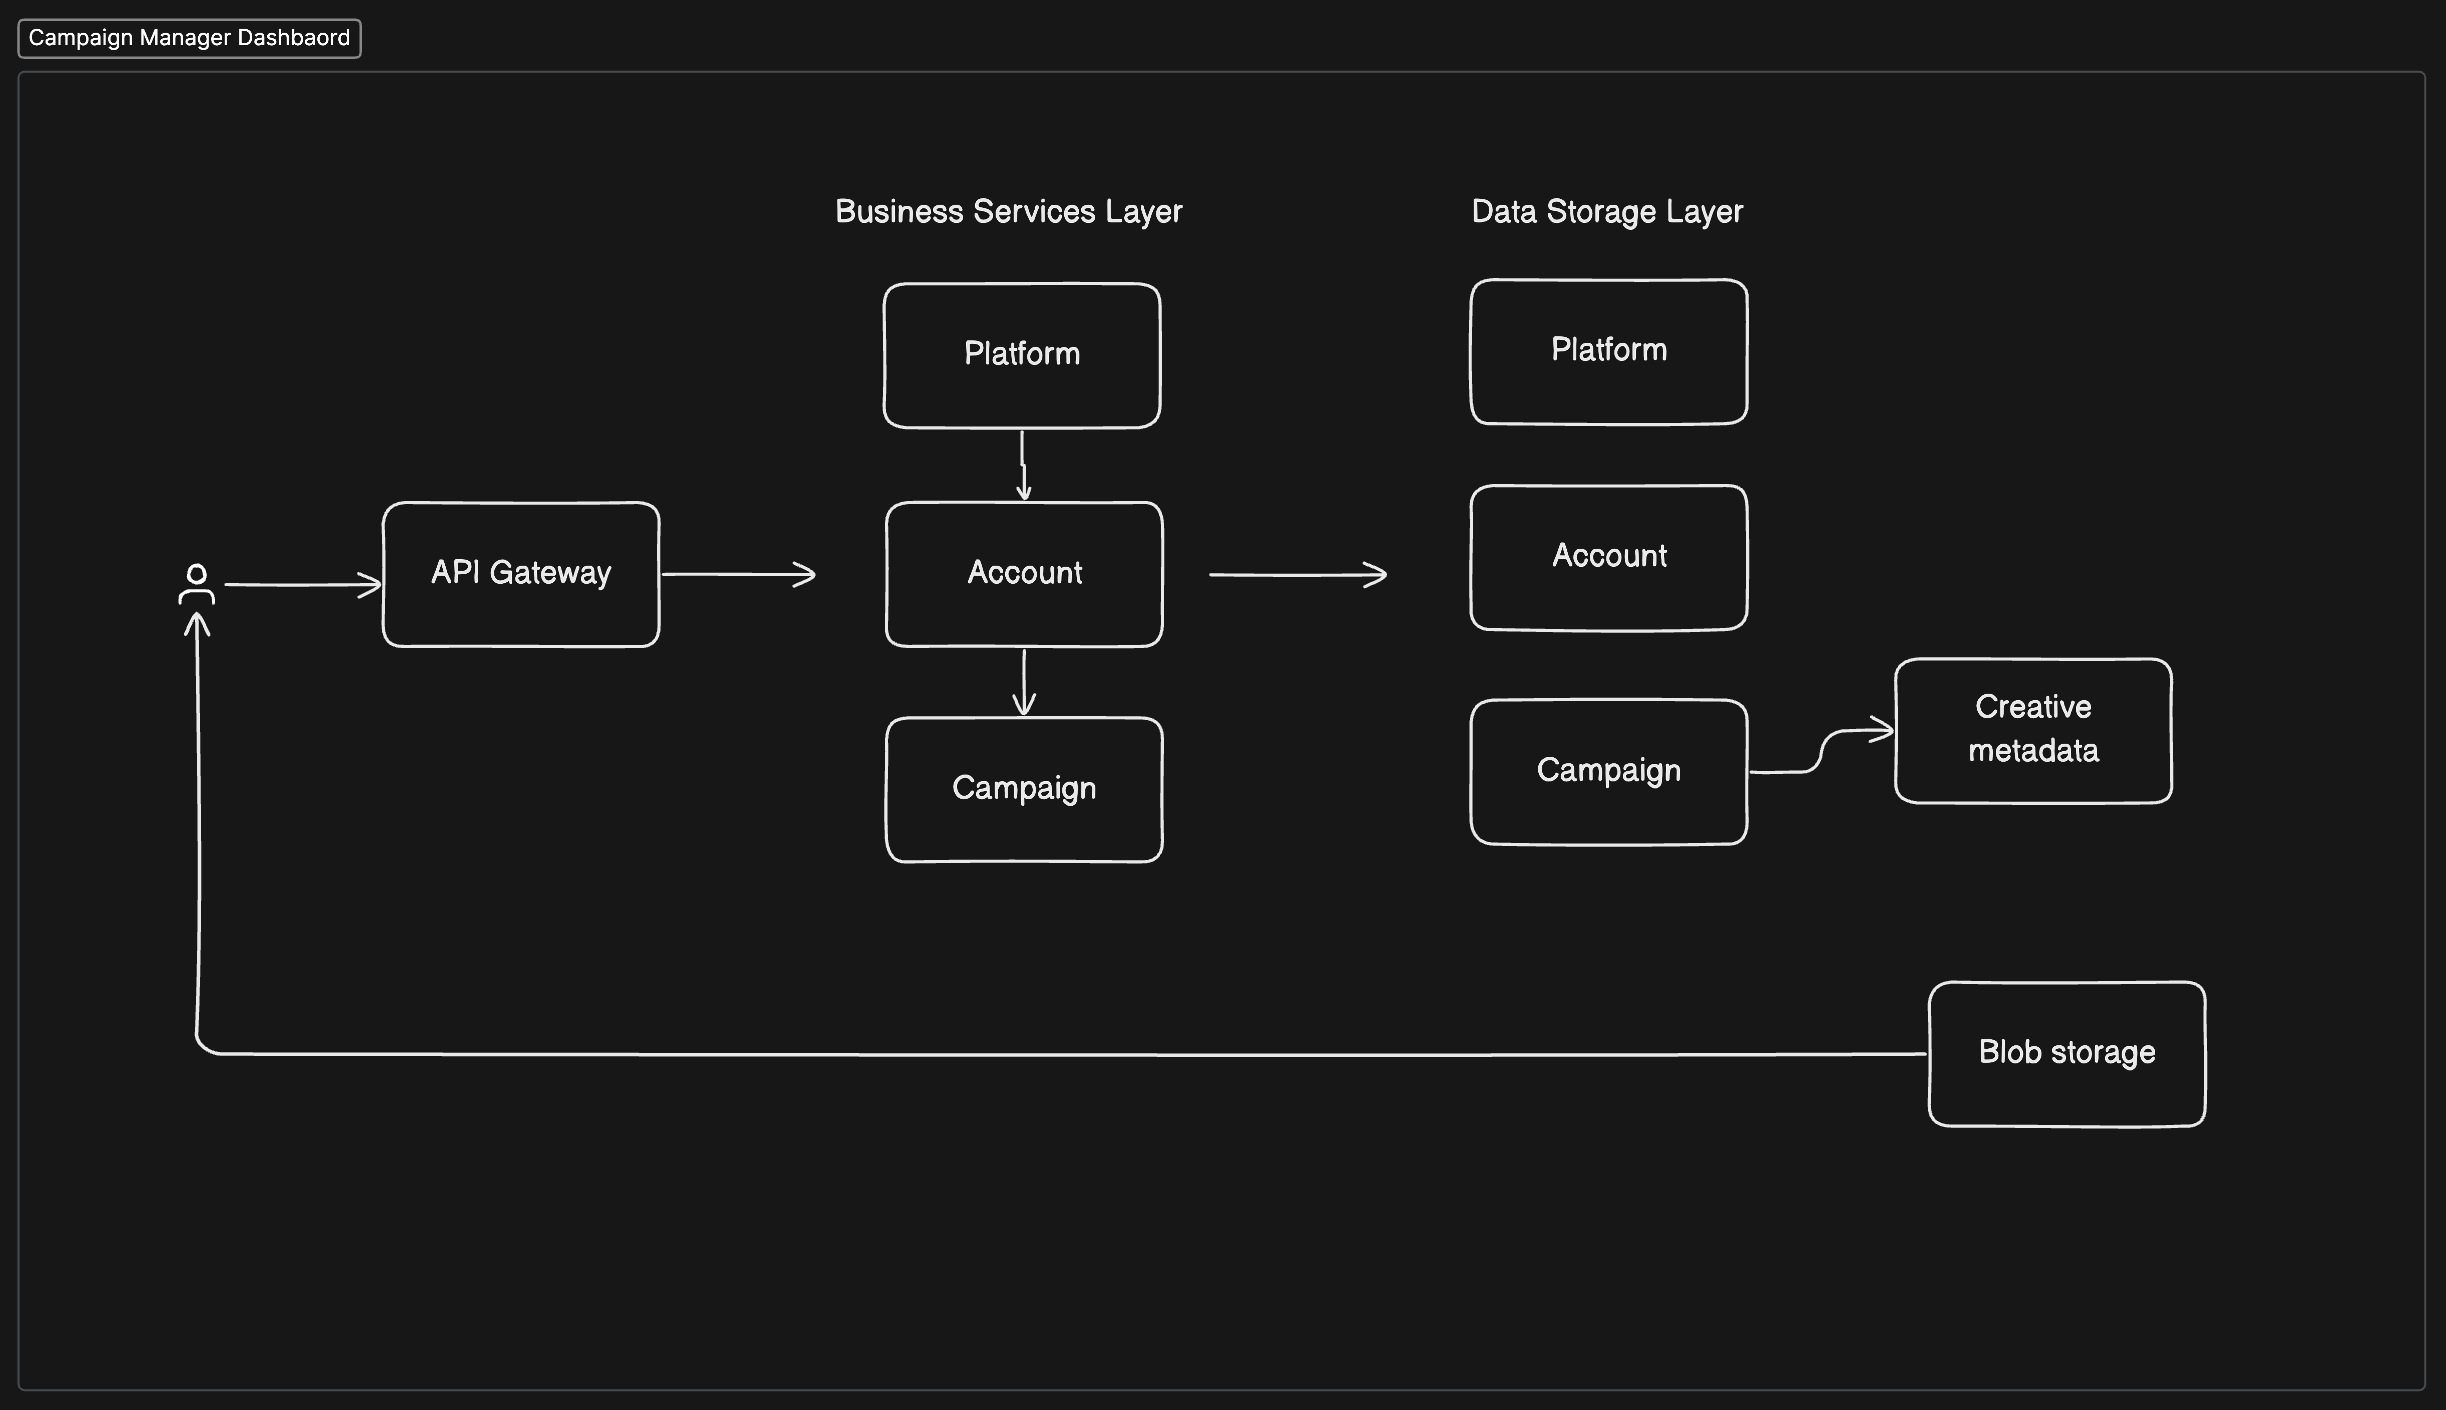 Campaign Manager Dashbaord
Business Services Layer
Data Storage Layer
Platform
Platform
API Gateway
Account
Account
Campaign
Campaign
Creative
metadata
Blob storage